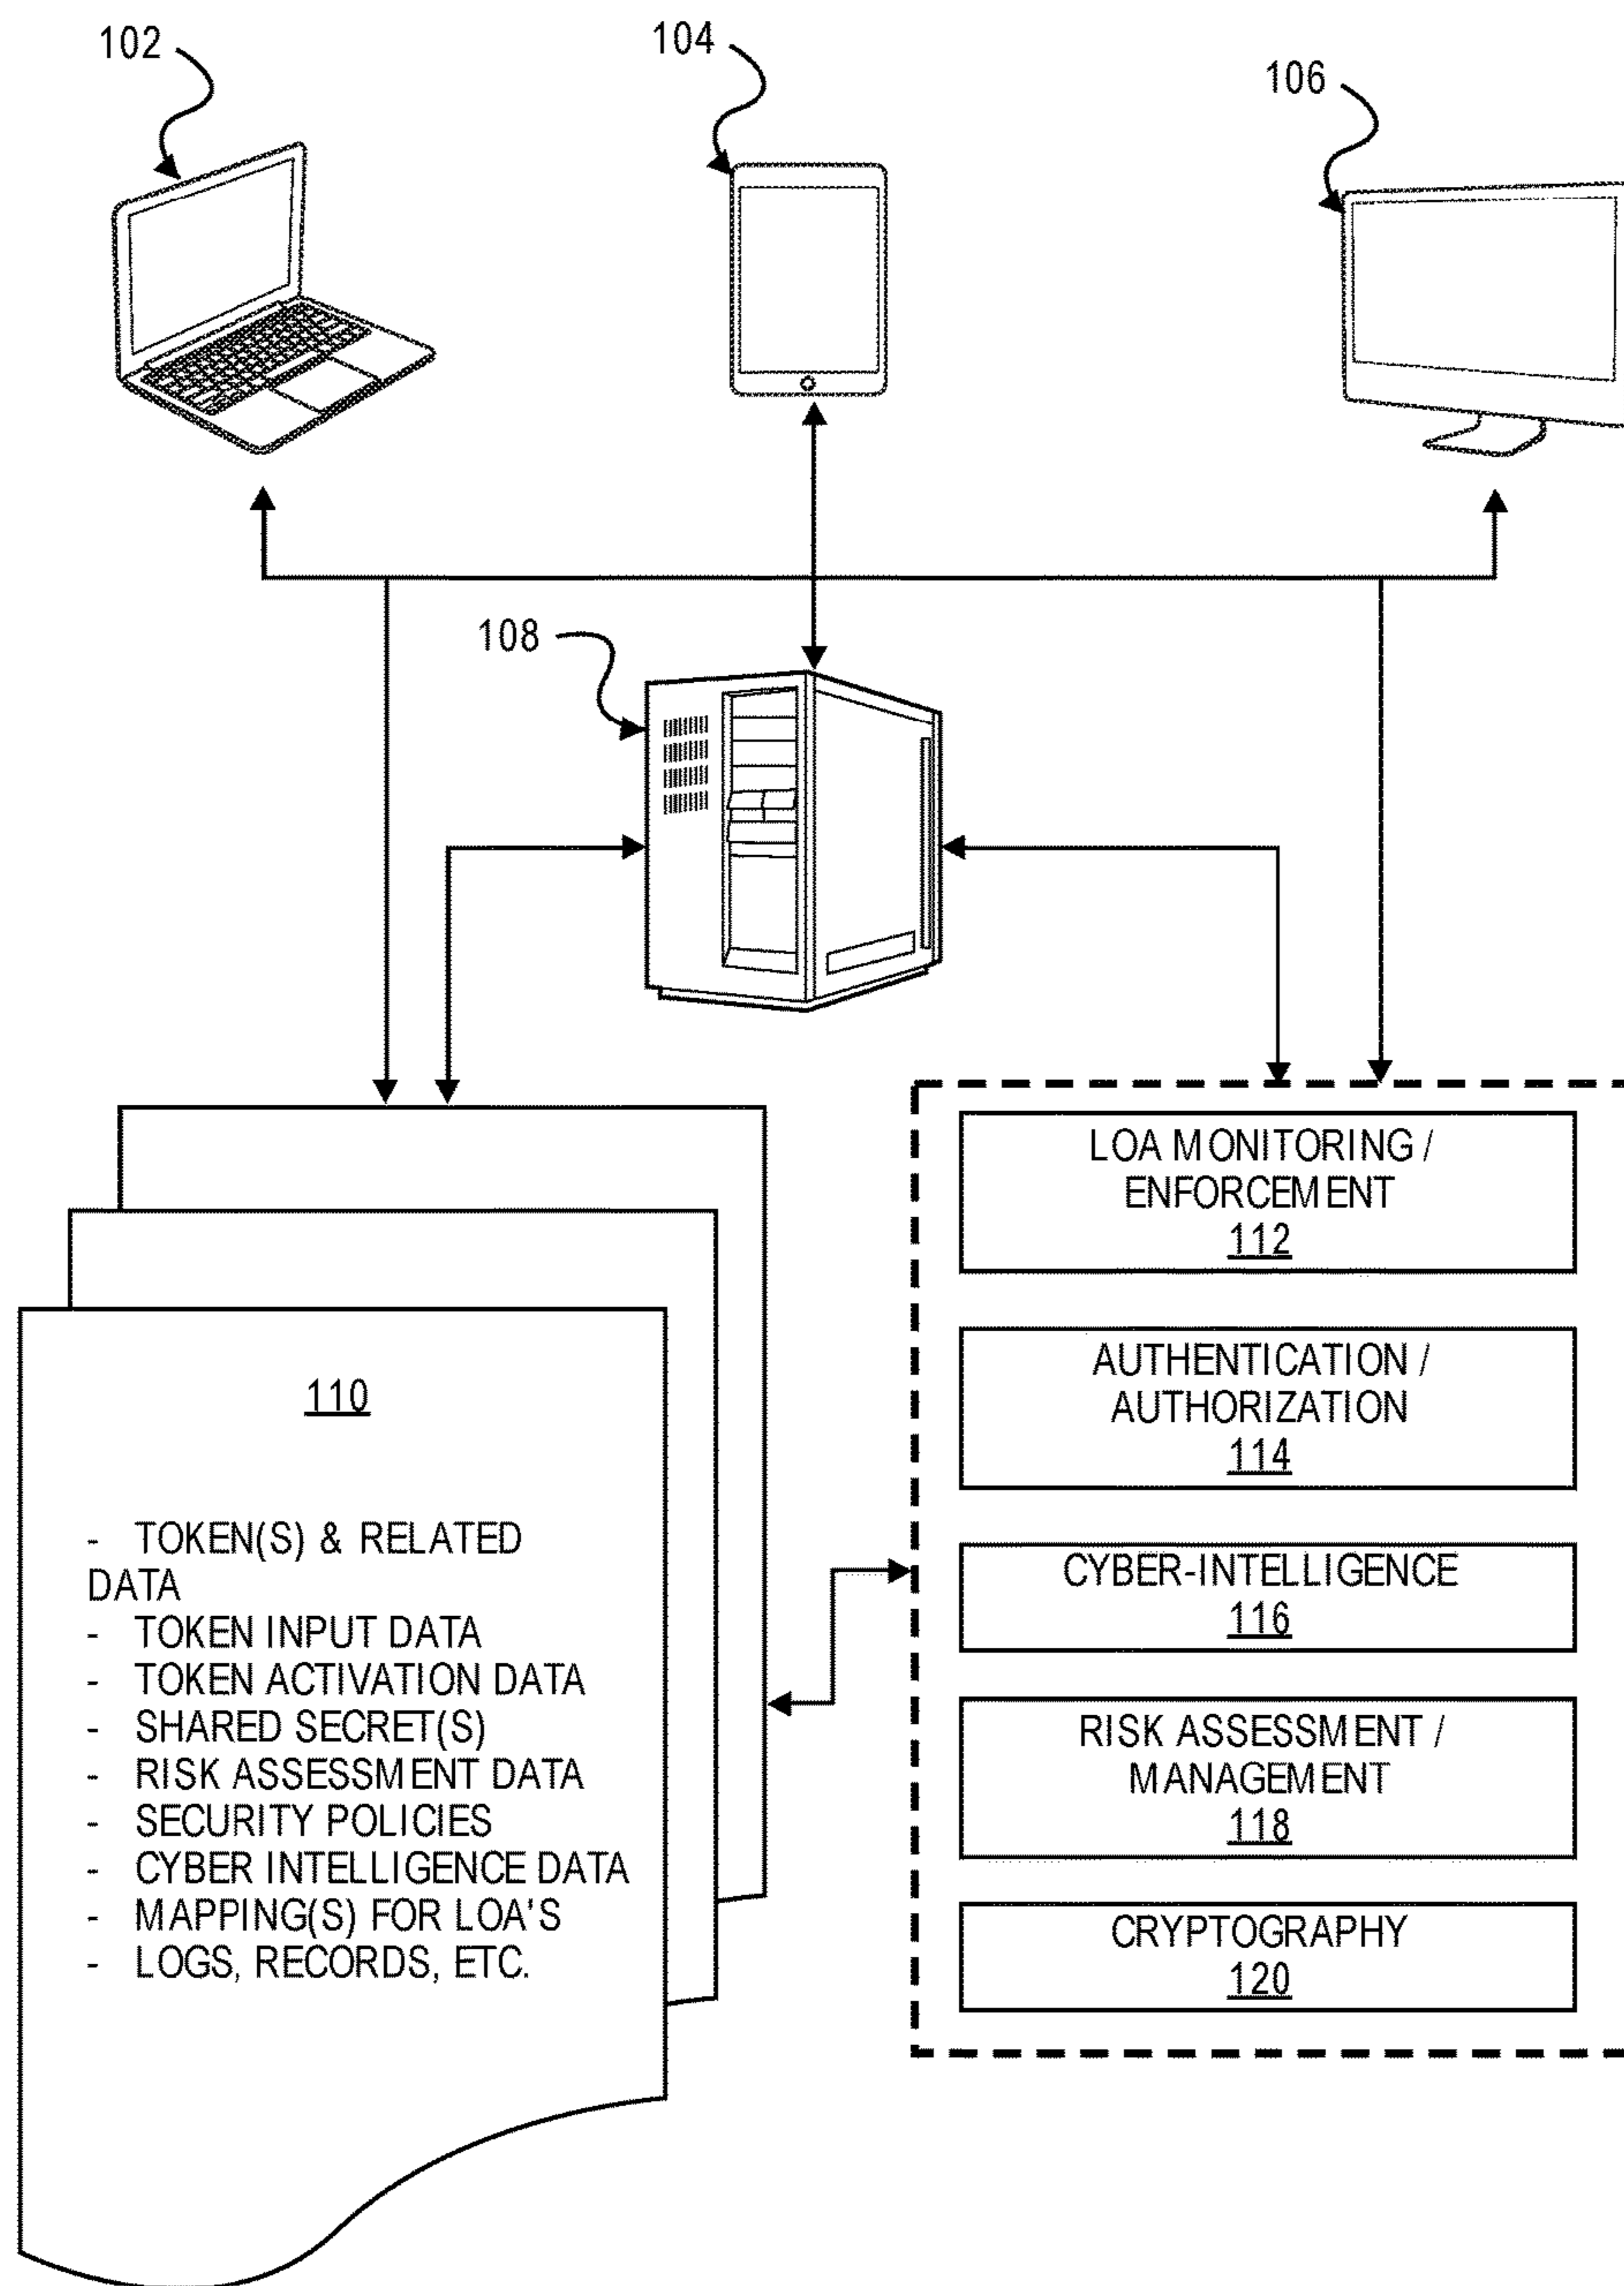 102
104
106
108
110
- TOKEN(S) & RELATED
DATA
- TOKEN INPUT DATA
- TOKEN ACTIVATION DATA
- SHARED SECRET(S)
- RISK ASSESSMENT DATA
- SECURITY POLICIES
- CYBER INTELLIGENCE DATA
- MAPPING(S) FOR LOA'S
- LOGS, RECORDS, ETC.
LOA MONITORING /
ENFORCEMENT
112
AUTHENTICATION /
AUTHORIZATION
114
CYBER-INTELLIGENCE
116
RISK ASSESSMENT /
MANAGEMENT
118
CRYPTOGRAPHY
120